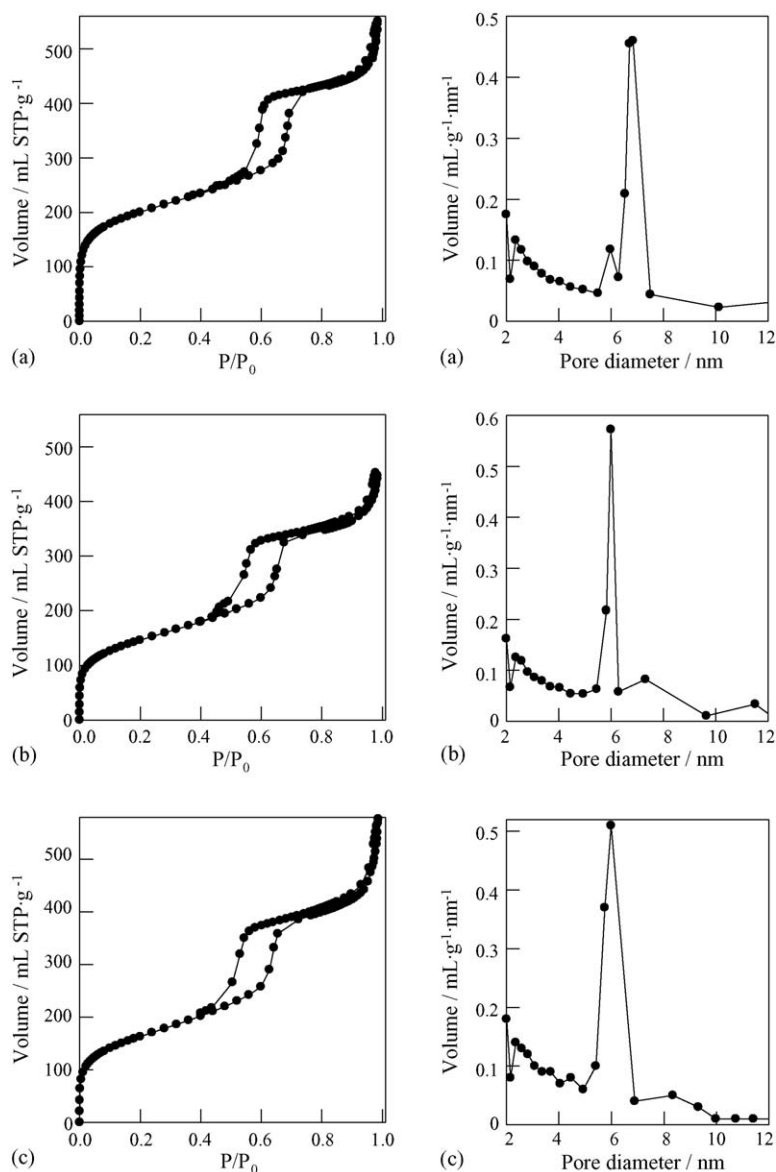 Volume / mL STP·g⁻¹
500
400
300
200
100
0
0.0 0.2 0.4 0.6 0.8 1.0
P/P₀
(a)
Volume / mL·g⁻¹·nm⁻¹
0.5
0.4
0.3
0.2
0.1
0
2 4 6 8 10 12
Pore diameter / nm
(a)
Volume / mL STP·g⁻¹
500
400
300
200
100
0
0.0 0.2 0.4 0.6 0.8 1.0
P/P₀
(b)
Volume / mL·g⁻¹·nm⁻¹
0.6
0.5
0.4
0.3
0.2
0.1
0
2 4 6 8 10 12
Pore diameter / nm
(b)
Volume / mL STP·g⁻¹
500
400
300
200
100
0
0.0 0.2 0.4 0.6 0.8 1.0
P/P₀
(c)
Volume / mL·g⁻¹·nm⁻¹
0.5
0.4
0.3
0.2
0.1
0
2 4 6 8 10 12
Pore diameter / nm
(c)